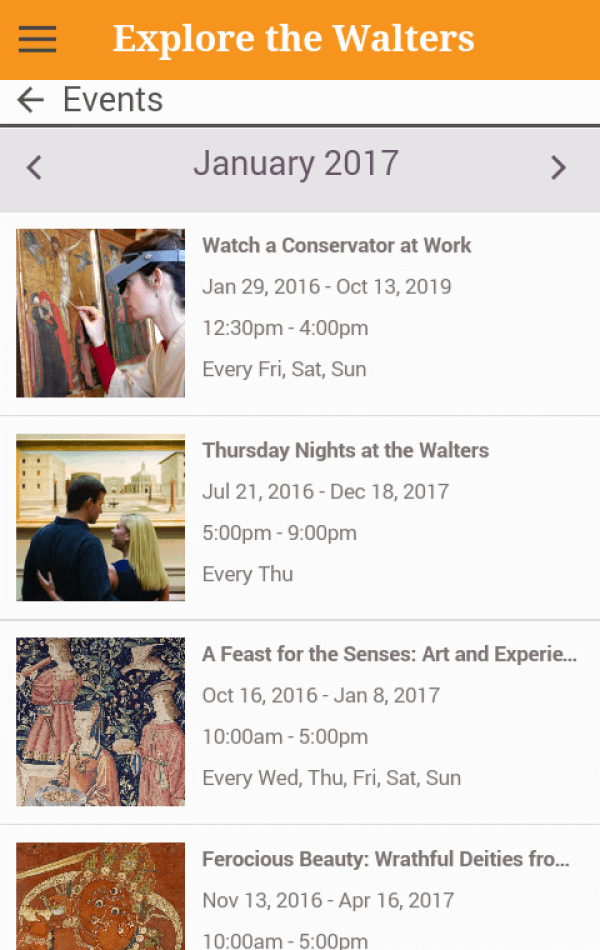 Explore the Walters
Events
January 2017
Watch a Conservator at Work
Jan 29, 2016 - Oct 13, 2019
12:30pm - 4:00pm
Every Fri, Sat, Sun
Thursday Nights at the Walters
Jul 21, 2016 - Dec 18, 2017
5:00pm - 9:00pm
Every Thu
A Feast for the Senses: Art and Experie...
Oct 16, 2016 - Jan 8, 2017
10:00am - 5:00pm
Every Wed, Thu, Fri, Sat, Sun
Ferocious Beauty: Wrathful Deities fro...
Nov 13, 2016 - Apr 16, 2017
10:00am - 5:00pm